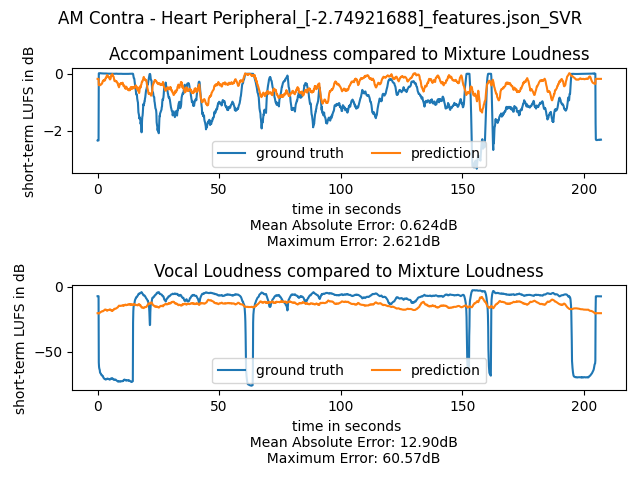 AM Contra - Heart Peripheral_[-2.74921688]_features.json_SVR
Accompaniment Loudness compared to Mixture Loudness
short-term LUFS in dB
0
−2
ground truth
prediction
0
50
100
150
200
time in seconds
Mean Absolute Error: 0.624dB
Maximum Error: 2.621dB
Vocal Loudness compared to Mixture Loudness
short-term LUFS in dB
0
−50
ground truth
prediction
0
50
100
150
200
time in seconds
Mean Absolute Error: 12.90dB
Maximum Error: 60.57dB